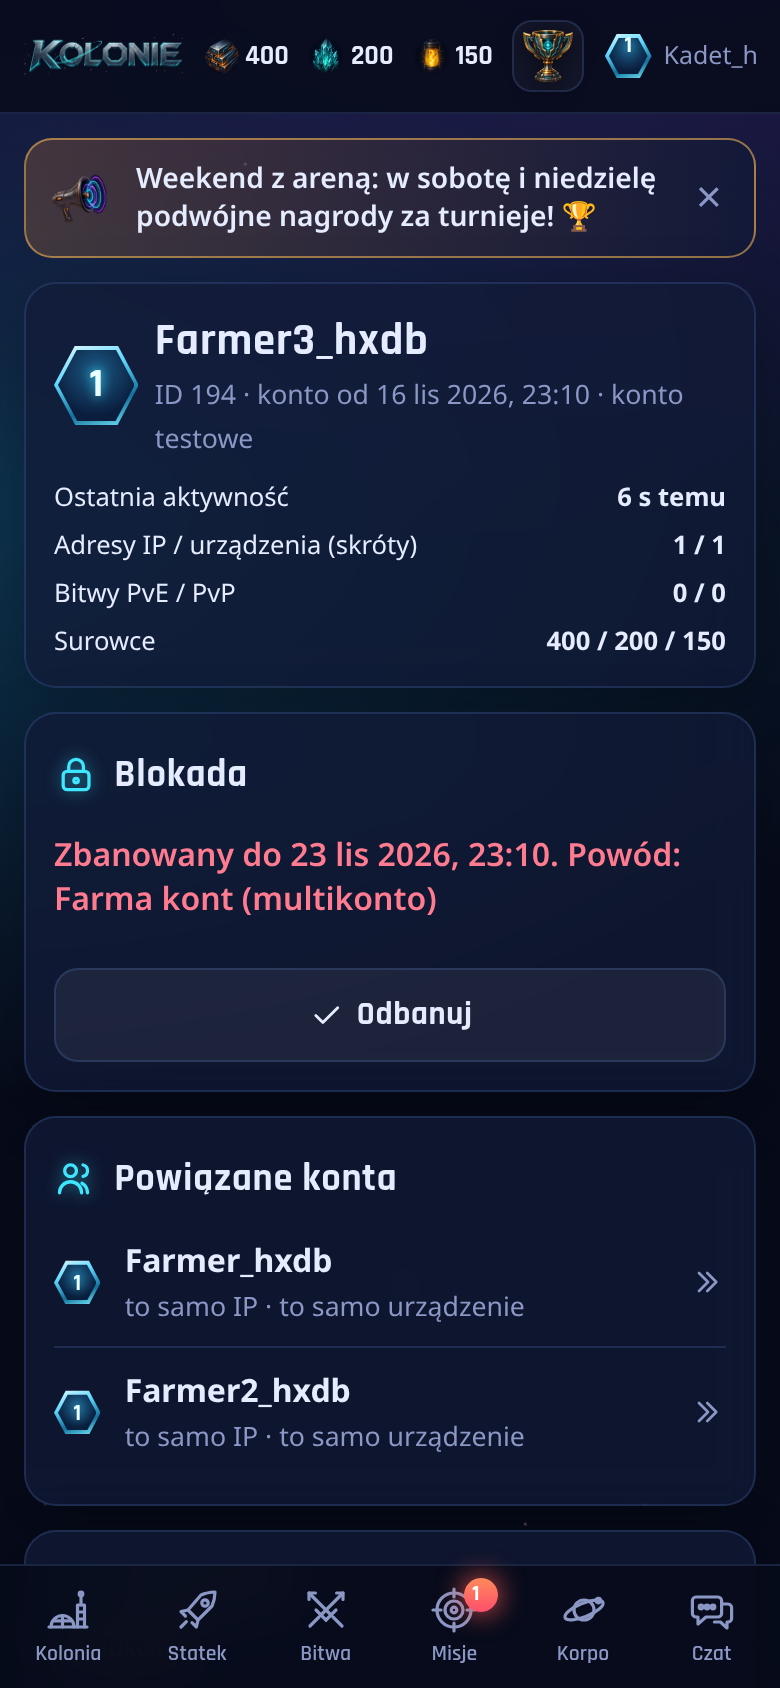 KOLONIE 400 200 150 1 Kadet_h
Weekend z areną: w sobotę i niedzielę
podwójne nagrody za turnieje! 🏆
1
Farmer3_hxdb
ID 194 · konto od 16 lis 2026, 23:10 · konto
testowe
Ostatnia aktywność 6 s temu
Adresy IP / urządzenia (skróty) 1 / 1
Bitwy PvE / PvP 0 / 0
Surowce 400 / 200 / 150
Blokada
Zbanowany do 23 lis 2026, 23:10. Powód:
Farma kont (multikonto)
Odbanuj
Powiązane konta
1 Farmer_hxdb
to samo IP · to samo urządzenie
1 Farmer2_hxdb
to samo IP · to samo urządzenie
1
Kolonia Statek Bitwa Misje Korpo Czat